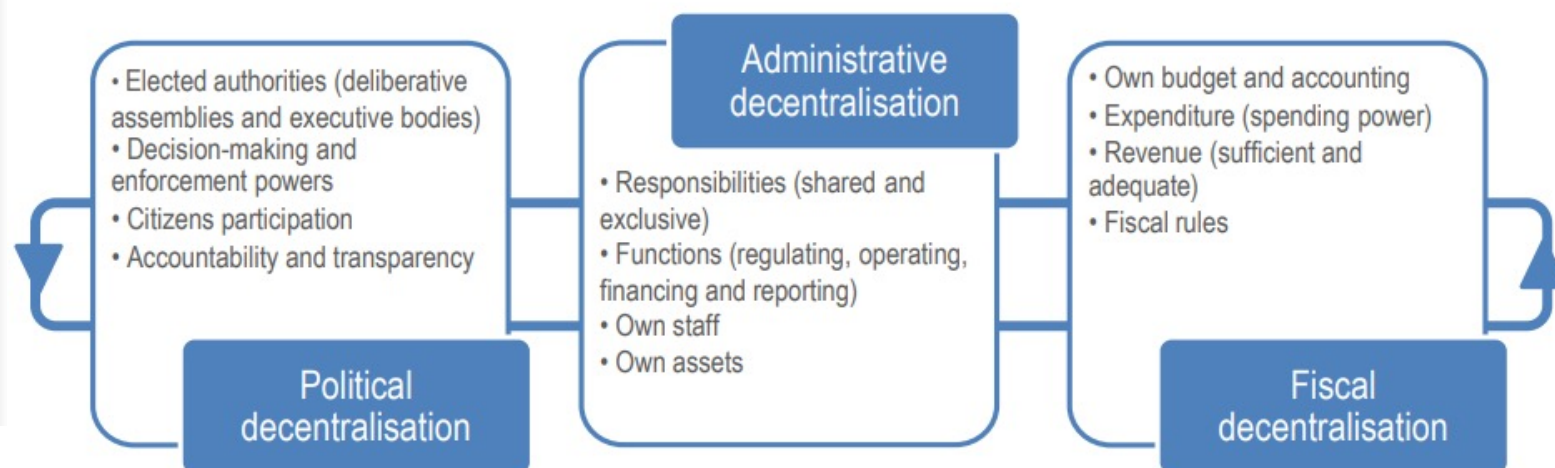 • Elected authorities (deliberative
assemblies and executive bodies)
• Decision-making and
enforcement powers
• Citizens participation
• Accountability and transparency
Political
decentralisation
Administrative
decentralisation
• Responsibilities (shared and
exclusive)
• Functions (regulating, operating,
financing and reporting)
• Own staff
• Own assets
• Own budget and accounting
• Expenditure (spending power)
• Revenue (sufficient and
adequate)
• Fiscal rules
Fiscal
decentralisation